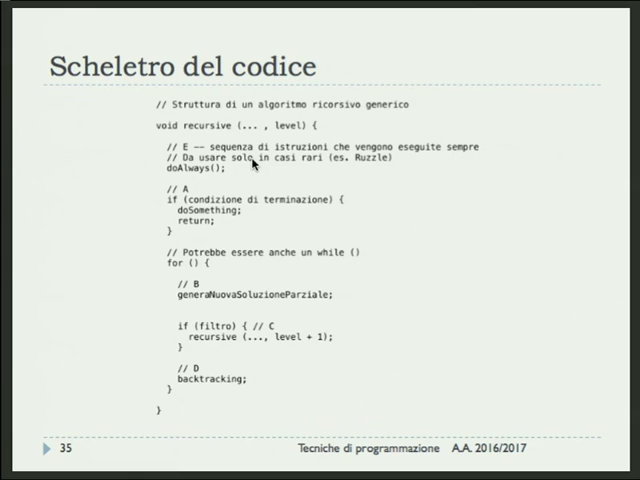 Scheletro del codice
// Struttura di un algoritmo ricorsivo generico
void recursive (... , level) {
// E -- sequenza di istruzioni che vengono eseguite sempre
// Da usare solo in casi rari (es. Ruzzle)
doAlways();
// A
if (condizione di terminazione) {
doSomething;
return;
}
// Potrebbe essere anche un while ()
for () {
// B
generaNuovaSoluzioneParziale;
if (filtro) { // C
recursive (..., level + 1);
}
// D
backtracking;
}
}
35
Tecniche di programmazione A.A. 2016/2017